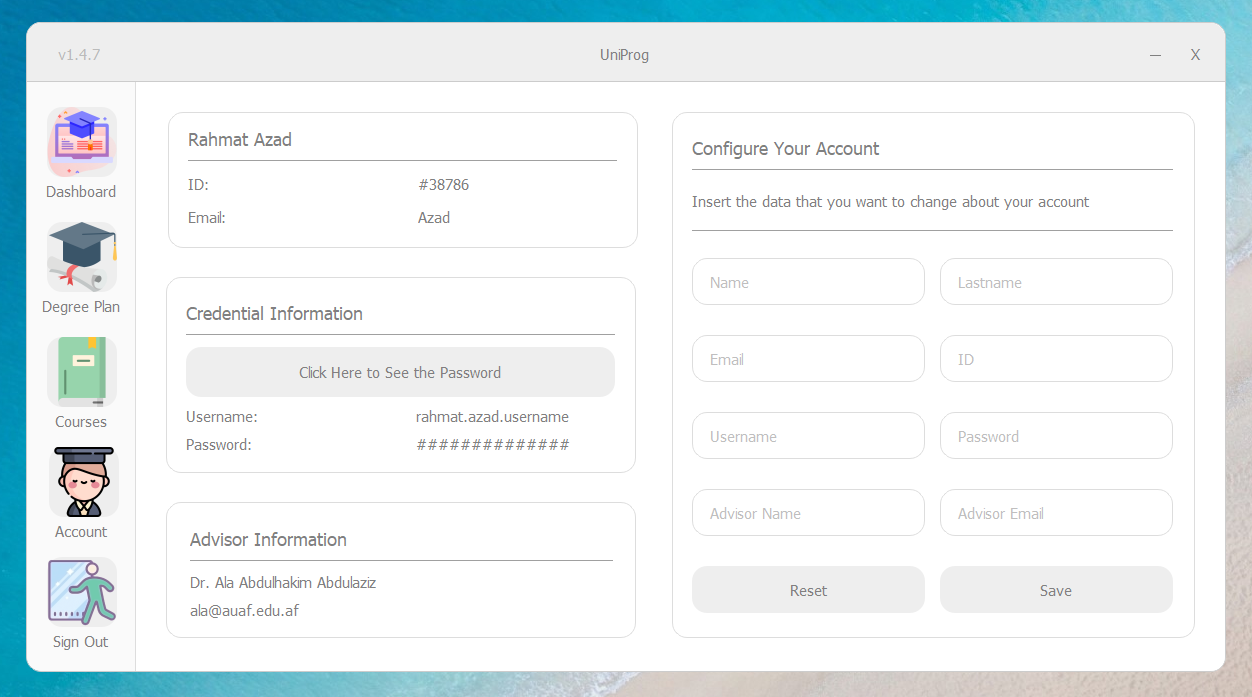 v1.4.7
UniProg
— X
Dashboard
Degree Plan
Courses
Account
Sign Out
Rahmat Azad
ID: #38786
Email: Azad
Credential Information
Click Here to See the Password
Username: rahmat.azad.username
Password: ##############
Advisor Information
Dr. Ala Abdulhakim Abdulaziz
ala@auaf.edu.af
Configure Your Account
Insert the data that you want to change about your account
Name Lastname
Email ID
Username Password
Advisor Name Advisor Email
Reset Save